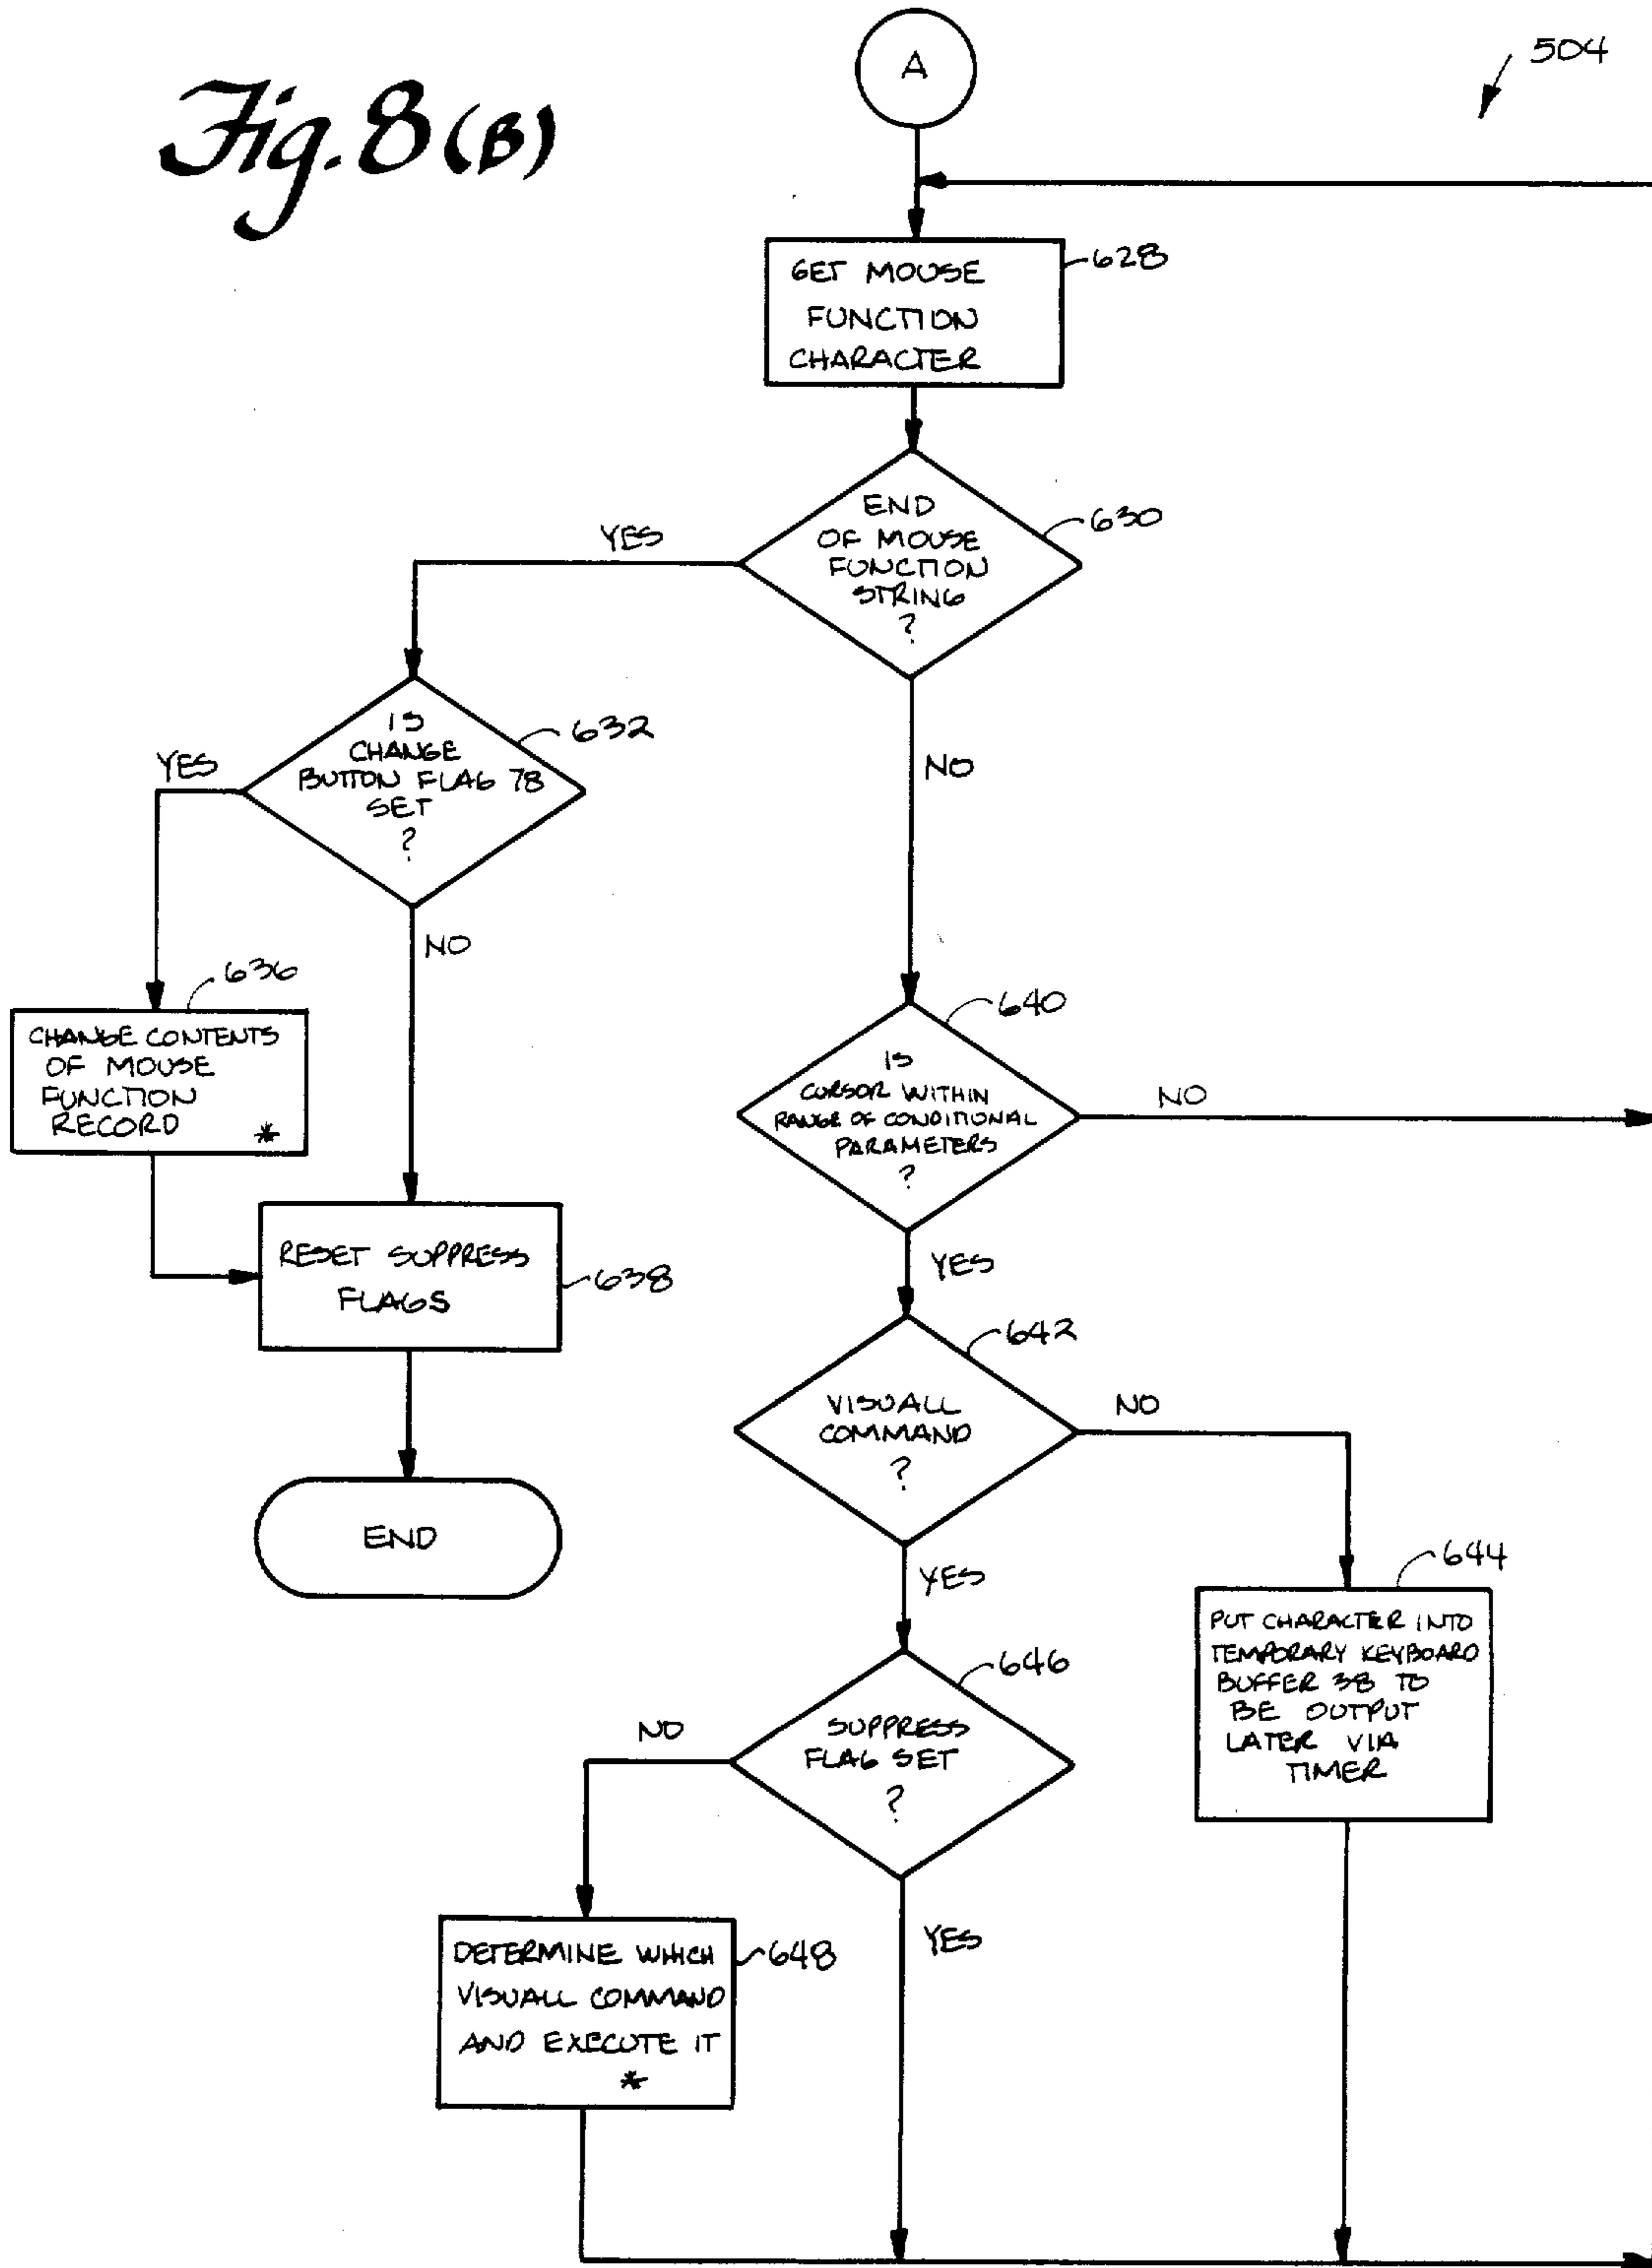 Fig. 8 (B)
A
504
GET MOUSE
FUNCTION
CHARACTER
628
END
OF MOUSE
FUNCTION
STRING
?
630
YES
NO
IS
CHANGE
BUTTON FLAG 78
SET
?
632
YES
NO
636
CHANGE CONTENTS
OF MOUSE
FUNCTION
RECORD *
640
IS
CURSOR WITHIN
RANGE OF CONDITIONAL
PARAMETERS
?
NO
YES
RESET SUPPRESS
FLAGS
638
END
642
VISUALL
COMMAND
?
NO
YES
644
PUT CHARACTER INTO
TEMPORARY KEYBOARD
BUFFER 38 TO
BE OUTPUT
LATER VIA
TIMER
646
SUPPRESS
FLAG SET
?
NO
YES
DETERMINE WHICH
VISUALL COMMAND
AND EXECUTE IT
*
648